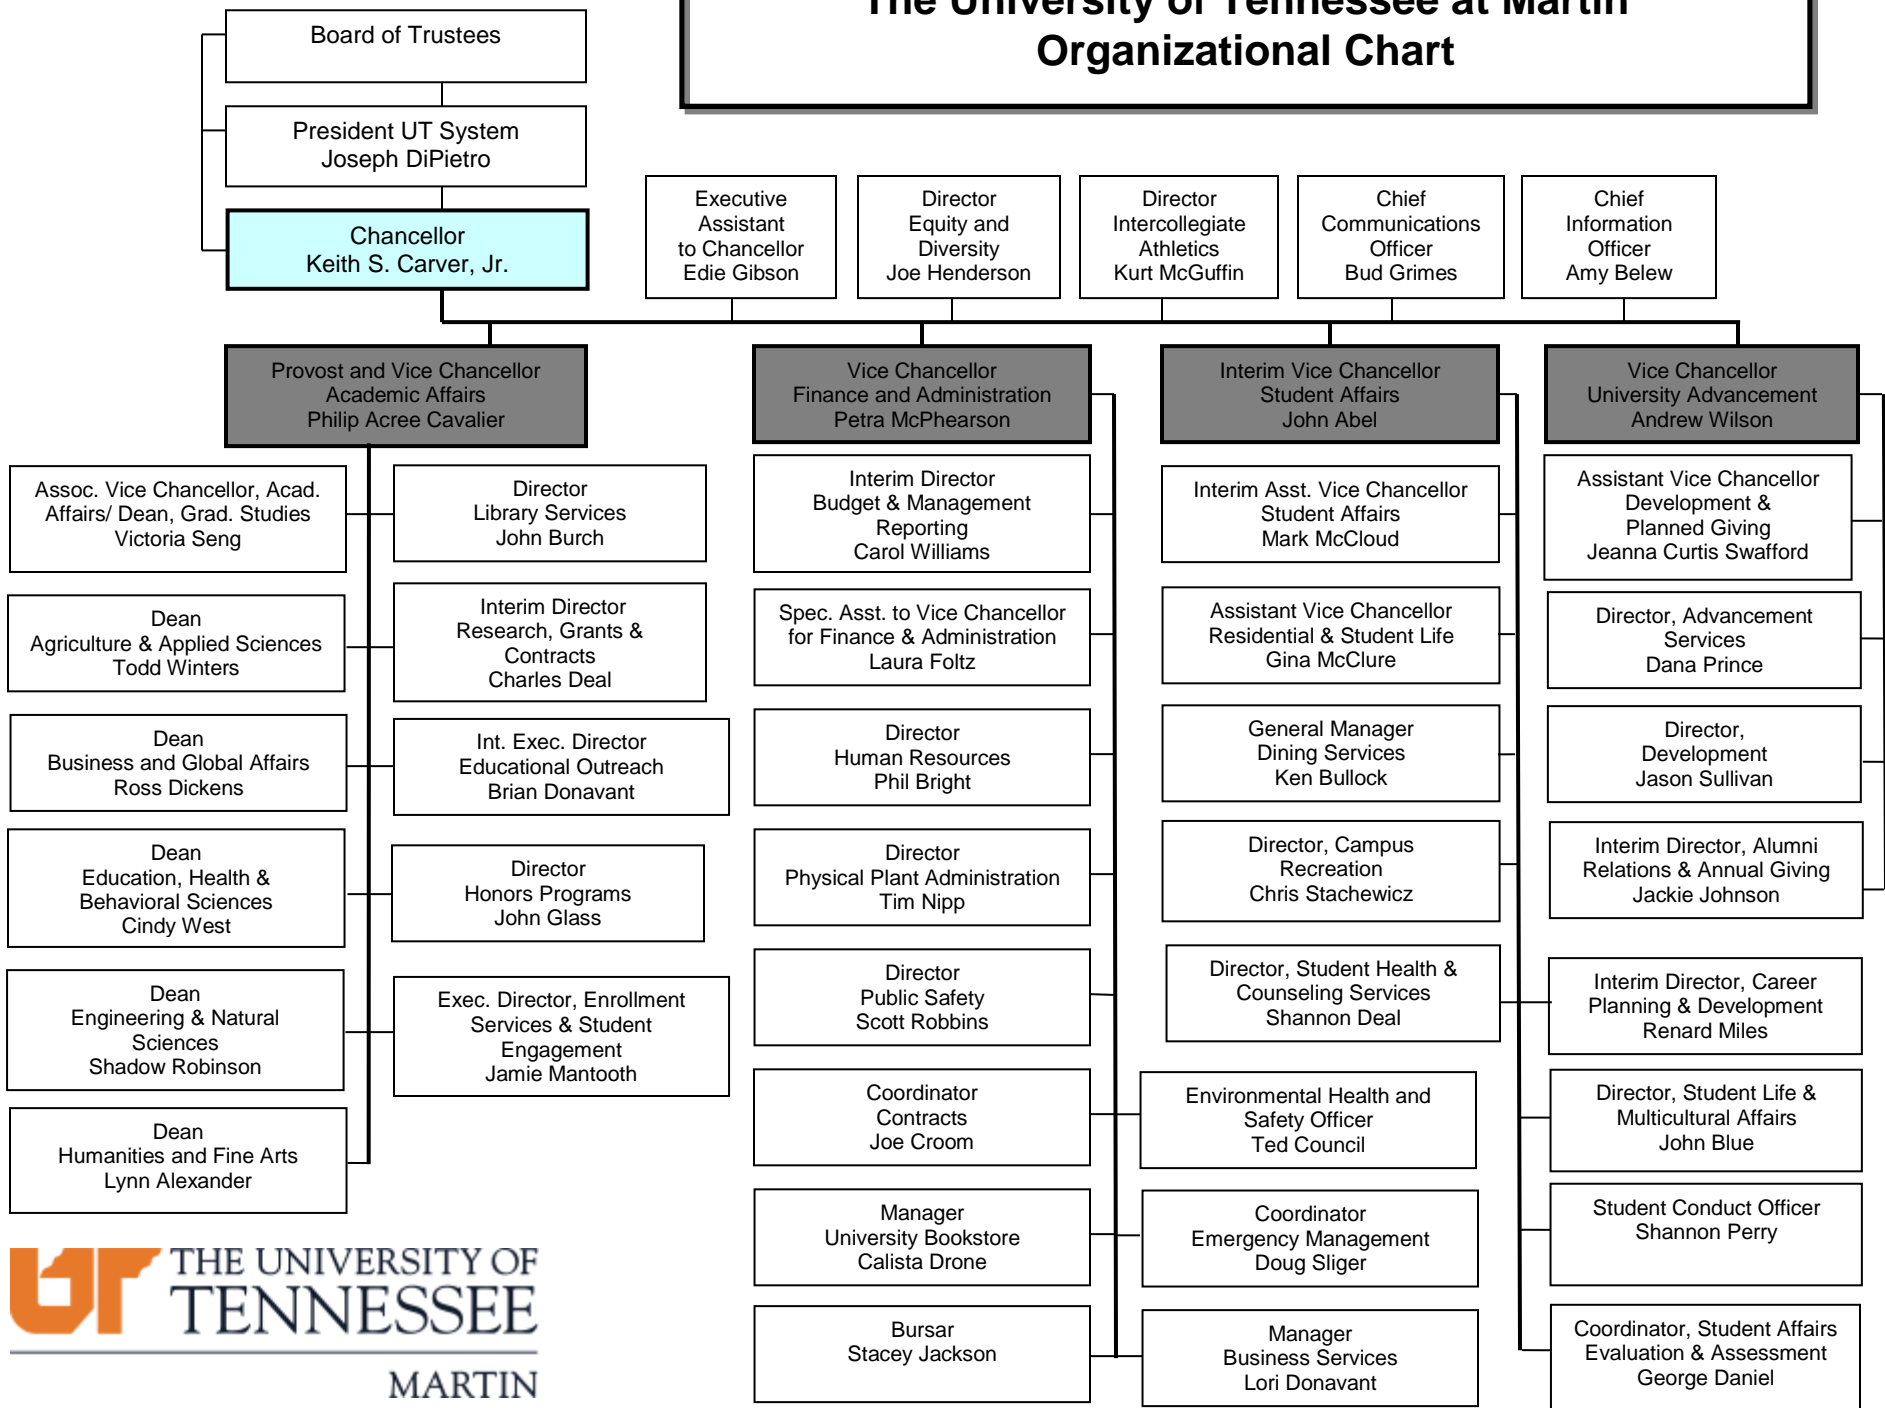 The University of Tennessee at Martin
Organizational Chart
Board of Trustees
President UT System
Joseph DiPietro
Chancellor
Keith S. Carver, Jr.
Executive
Assistant
to Chancellor
Edie Gibson
Director
Equity and
Diversity
Joe Henderson
Director
Intercollegiate
Athletics
Kurt McGuffin
Chief
Communications
Officer
Bud Grimes
Chief
Information
Officer
Amy Belew
Provost and Vice Chancellor
Academic Affairs
Philip Acree Cavalier
Vice Chancellor
Finance and Administration
Petra McPhearson
Interim Vice Chancellor
Student Affairs
John Abel
Vice Chancellor
University Advancement
Andrew Wilson
Assoc. Vice Chancellor, Acad.
Affairs/ Dean, Grad. Studies
Victoria Seng
Dean
Agriculture & Applied Sciences
Todd Winters
Dean
Business and Global Affairs
Ross Dickens
Dean
Education, Health &
Behavioral Sciences
Cindy West
Dean
Engineering & Natural
Sciences
Shadow Robinson
Dean
Humanities and Fine Arts
Lynn Alexander
Director
Library Services
John Burch
Interim Director
Research, Grants &
Contracts
Charles Deal
Int. Exec. Director
Educational Outreach
Brian Donavant
Director
Honors Programs
John Glass
Exec. Director, Enrollment
Services & Student
Engagement
Jamie Mantooth
Interim Director
Budget & Management
Reporting
Carol Williams
Spec. Asst. to Vice Chancellor
for Finance & Administration
Laura Foltz
Director
Human Resources
Phil Bright
Director
Physical Plant Administration
Tim Nipp
Director
Public Safety
Scott Robbins
Coordinator
Contracts
Joe Croom
Manager
University Bookstore
Calista Drone
Bursar
Stacey Jackson
Environmental Health and
Safety Officer
Ted Council
Coordinator
Emergency Management
Doug Sliger
Manager
Business Services
Lori Donavant
Interim Asst. Vice Chancellor
Student Affairs
Mark McCloud
Assistant Vice Chancellor
Residential & Student Life
Gina McClure
General Manager
Dining Services
Ken Bullock
Director, Campus
Recreation
Chris Stachewicz
Director, Student Health &
Counseling Services
Shannon Deal
Assistant Vice Chancellor
Development &
Planned Giving
Jeanna Curtis Swafford
Director, Advancement
Services
Dana Prince
Director,
Development
Jason Sullivan
Interim Director, Alumni
Relations & Annual Giving
Jackie Johnson
Interim Director, Career
Planning & Development
Renard Miles
Director, Student Life &
Multicultural Affairs
John Blue
Student Conduct Officer
Shannon Perry
Coordinator, Student Affairs
Evaluation & Assessment
George Daniel
UT
THE UNIVERSITY OF
TENNESSEE
MARTIN